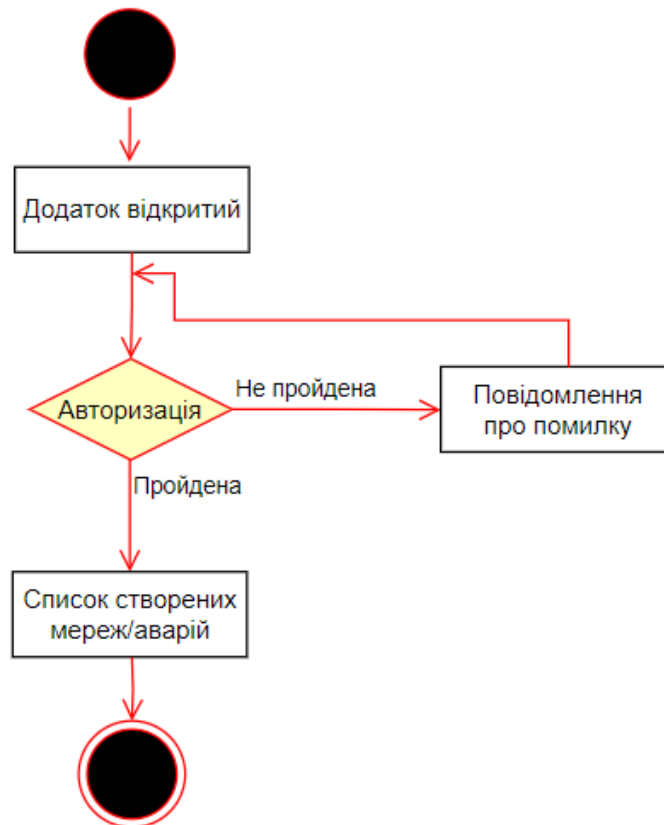 Додаток відкритий
Авторизація
Не пройдена
Повідомлення
про помилку
Пройдена
Список створених
мереж/аварій